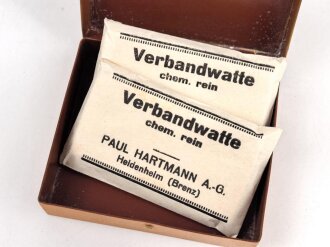 Verbandwatte
chem. rein
Verbandwatte
chem. rein
PAUL HARTMANN A.-G.
Heidenheim (Brenz)